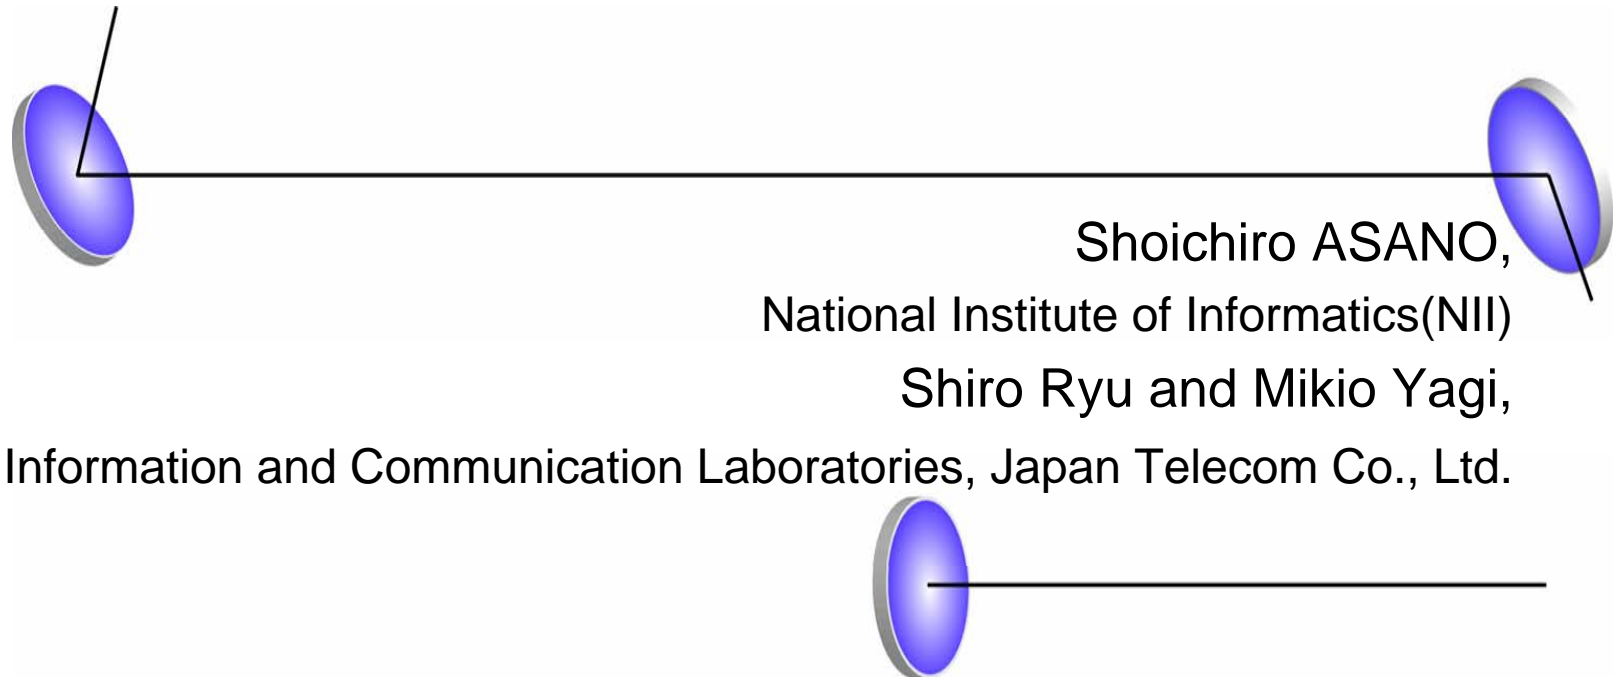 Shoichiro ASANO,
National Institute of Informatics(NII)
Shiro Ryu and Mikio Yagi,
Information and Communication Laboratories, Japan Telecom Co., Ltd.